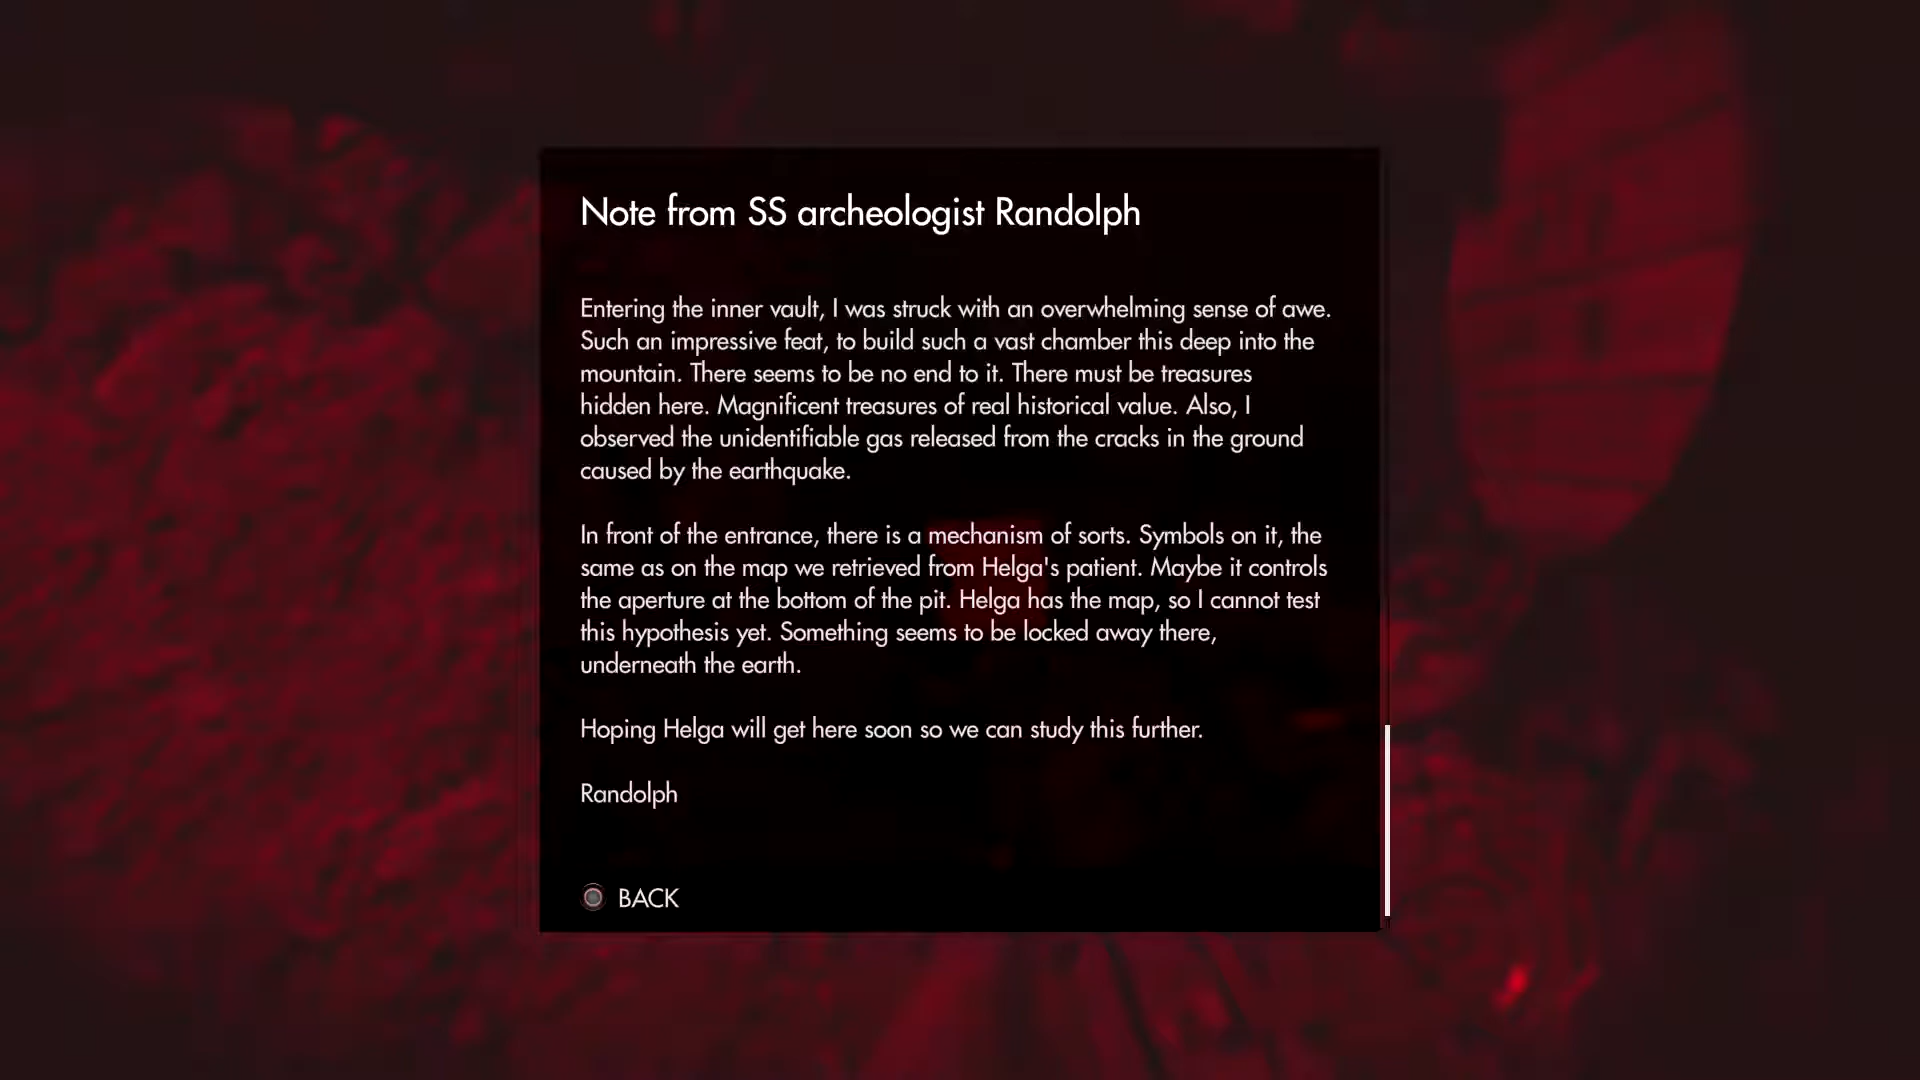 Note from SS archeologist Randolph
Entering the inner vault, I was struck with an overwhelming sense of awe.
Such an impressive feat, to build such a vast chamber this deep into the
mountain. There seems to be no end to it. There must be treasures
hidden here. Magnificent treasures of real historical value. Also, I
observed the unidentifiable gas released from the cracks in the ground
caused by the earthquake.
In front of the entrance, there is a mechanism of sorts. Symbols on it, the
same as on the map we retrieved from Helga's patient. Maybe it controls
the aperture at the bottom of the pit. Helga has the map, so I cannot test
this hypothesis yet. Something seems to be locked away there,
underneath the earth.
Hoping Helga will get here soon so we can study this further.
Randolph
BACK